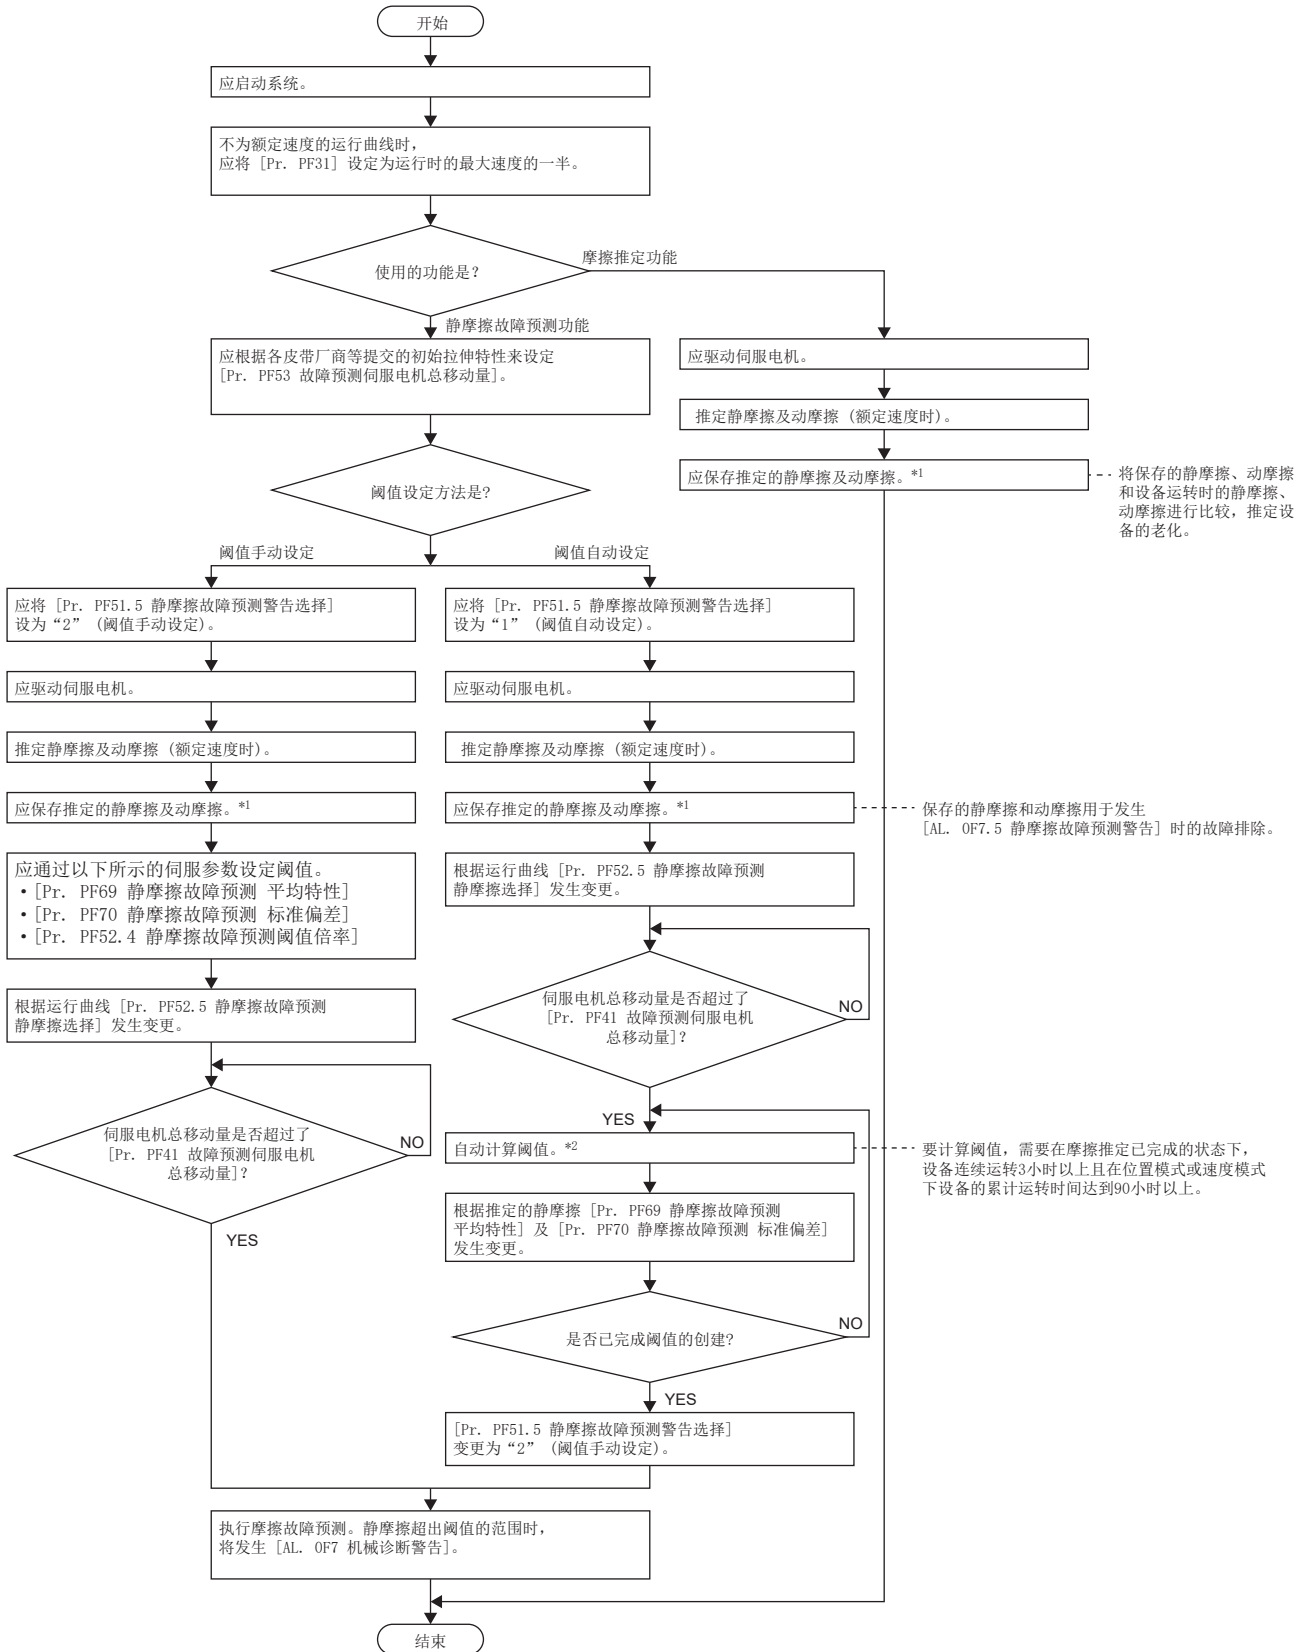 开始
应启动系统。
不为额定速度的运行曲线时，
应将 [Pr. PF31] 设定为运行时的最大速度的一半。
使用的功能是？
摩擦推定功能
静摩擦故障预测功能
应根据各皮带厂商等提交的初始拉伸特性来设定
[Pr. PF53 故障预测伺服电机总移动量]。
应驱动伺服电机。
推定静摩擦及动摩擦 (额定速度时)。
应保存推定的静摩擦及动摩擦。*1
将保存的静摩擦、动摩擦
和设备运转时的静摩擦、
动摩擦进行比较，推定设
备的老化。
阈值设定方法是?
阈值手动设定
阈值自动设定
应将 [Pr. PF51.5 静摩擦故障预测警告选择]
设为“2” (阈值手动设定)。
应驱动伺服电机。
推定静摩擦及动摩擦 (额定速度时)。
应保存推定的静摩擦及动摩擦。*1
应通过以下所示的伺服参数设定阈值。
•[Pr. PF69 静摩擦故障预测 平均特性]
•[Pr. PF70 静摩擦故障预测 标准偏差]
•[Pr. PF52.4 静摩擦故障预测阈值倍率]
根据运行曲线 [Pr. PF52.5 静摩擦故障预测
静摩擦选择] 发生变更。
伺服电机总移动量是否超过了
[Pr. PF41 故障预测伺服电机
总移动量]?
NO
YES
应将 [Pr. PF51.5 静摩擦故障预测警告选择]
设为“1” (阈值自动设定)。
应驱动伺服电机。
推定静摩擦及动摩擦 (额定速度时)。
应保存推定的静摩擦及动摩擦。*1
保存的静摩擦和动摩擦用于发生
[AL. 0F7.5 静摩擦故障预测警告] 时的故障排除。
根据运行曲线 [Pr. PF52.5 静摩擦故障预测
静摩擦选择] 发生变更。
伺服电机总移动量是否超过了
[Pr. PF41 故障预测伺服电机
总移动量]?
NO
YES
自动计算阈值。*2
要计算阈值，需要在摩擦推定已完成的状态下，
设备连续运转3小时以上且在位置模式或速度模式
下设备的累计运转时间达到90小时以上。
根据推定的静摩擦 [Pr. PF69 静摩擦故障预测
平均特性] 及 [Pr. PF70 静摩擦故障预测 标准偏差]
发生变更。
是否已完成阈值的创建?
NO
YES
[Pr. PF51.5 静摩擦故障预测警告选择]
变更为“2” (阈值手动设定)。
执行摩擦故障预测。静摩擦超出阈值的范围时，
将发生 [AL. 0F7 机械诊断警告]。
结束